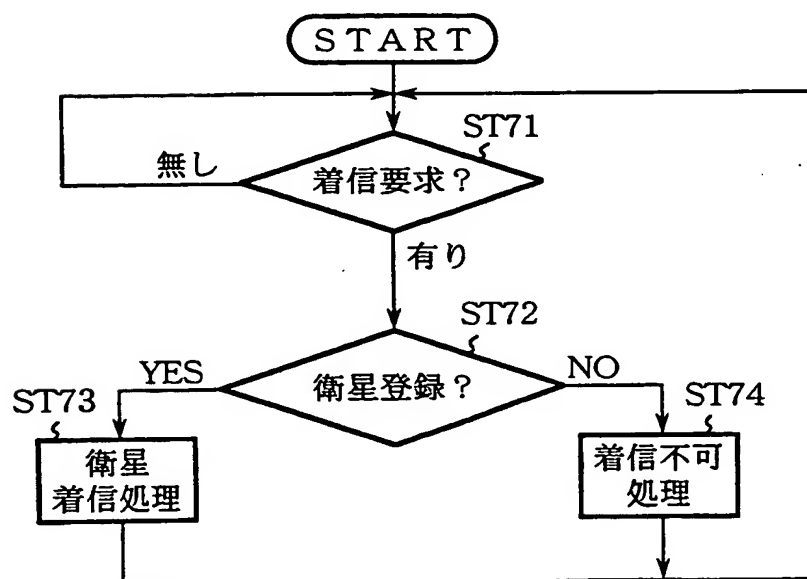 START
ST71
無し
着信要求？
有り
ST72
YES
衛星登録？
NO
ST73
ST74
衛星
着信処理
着信不可
処理